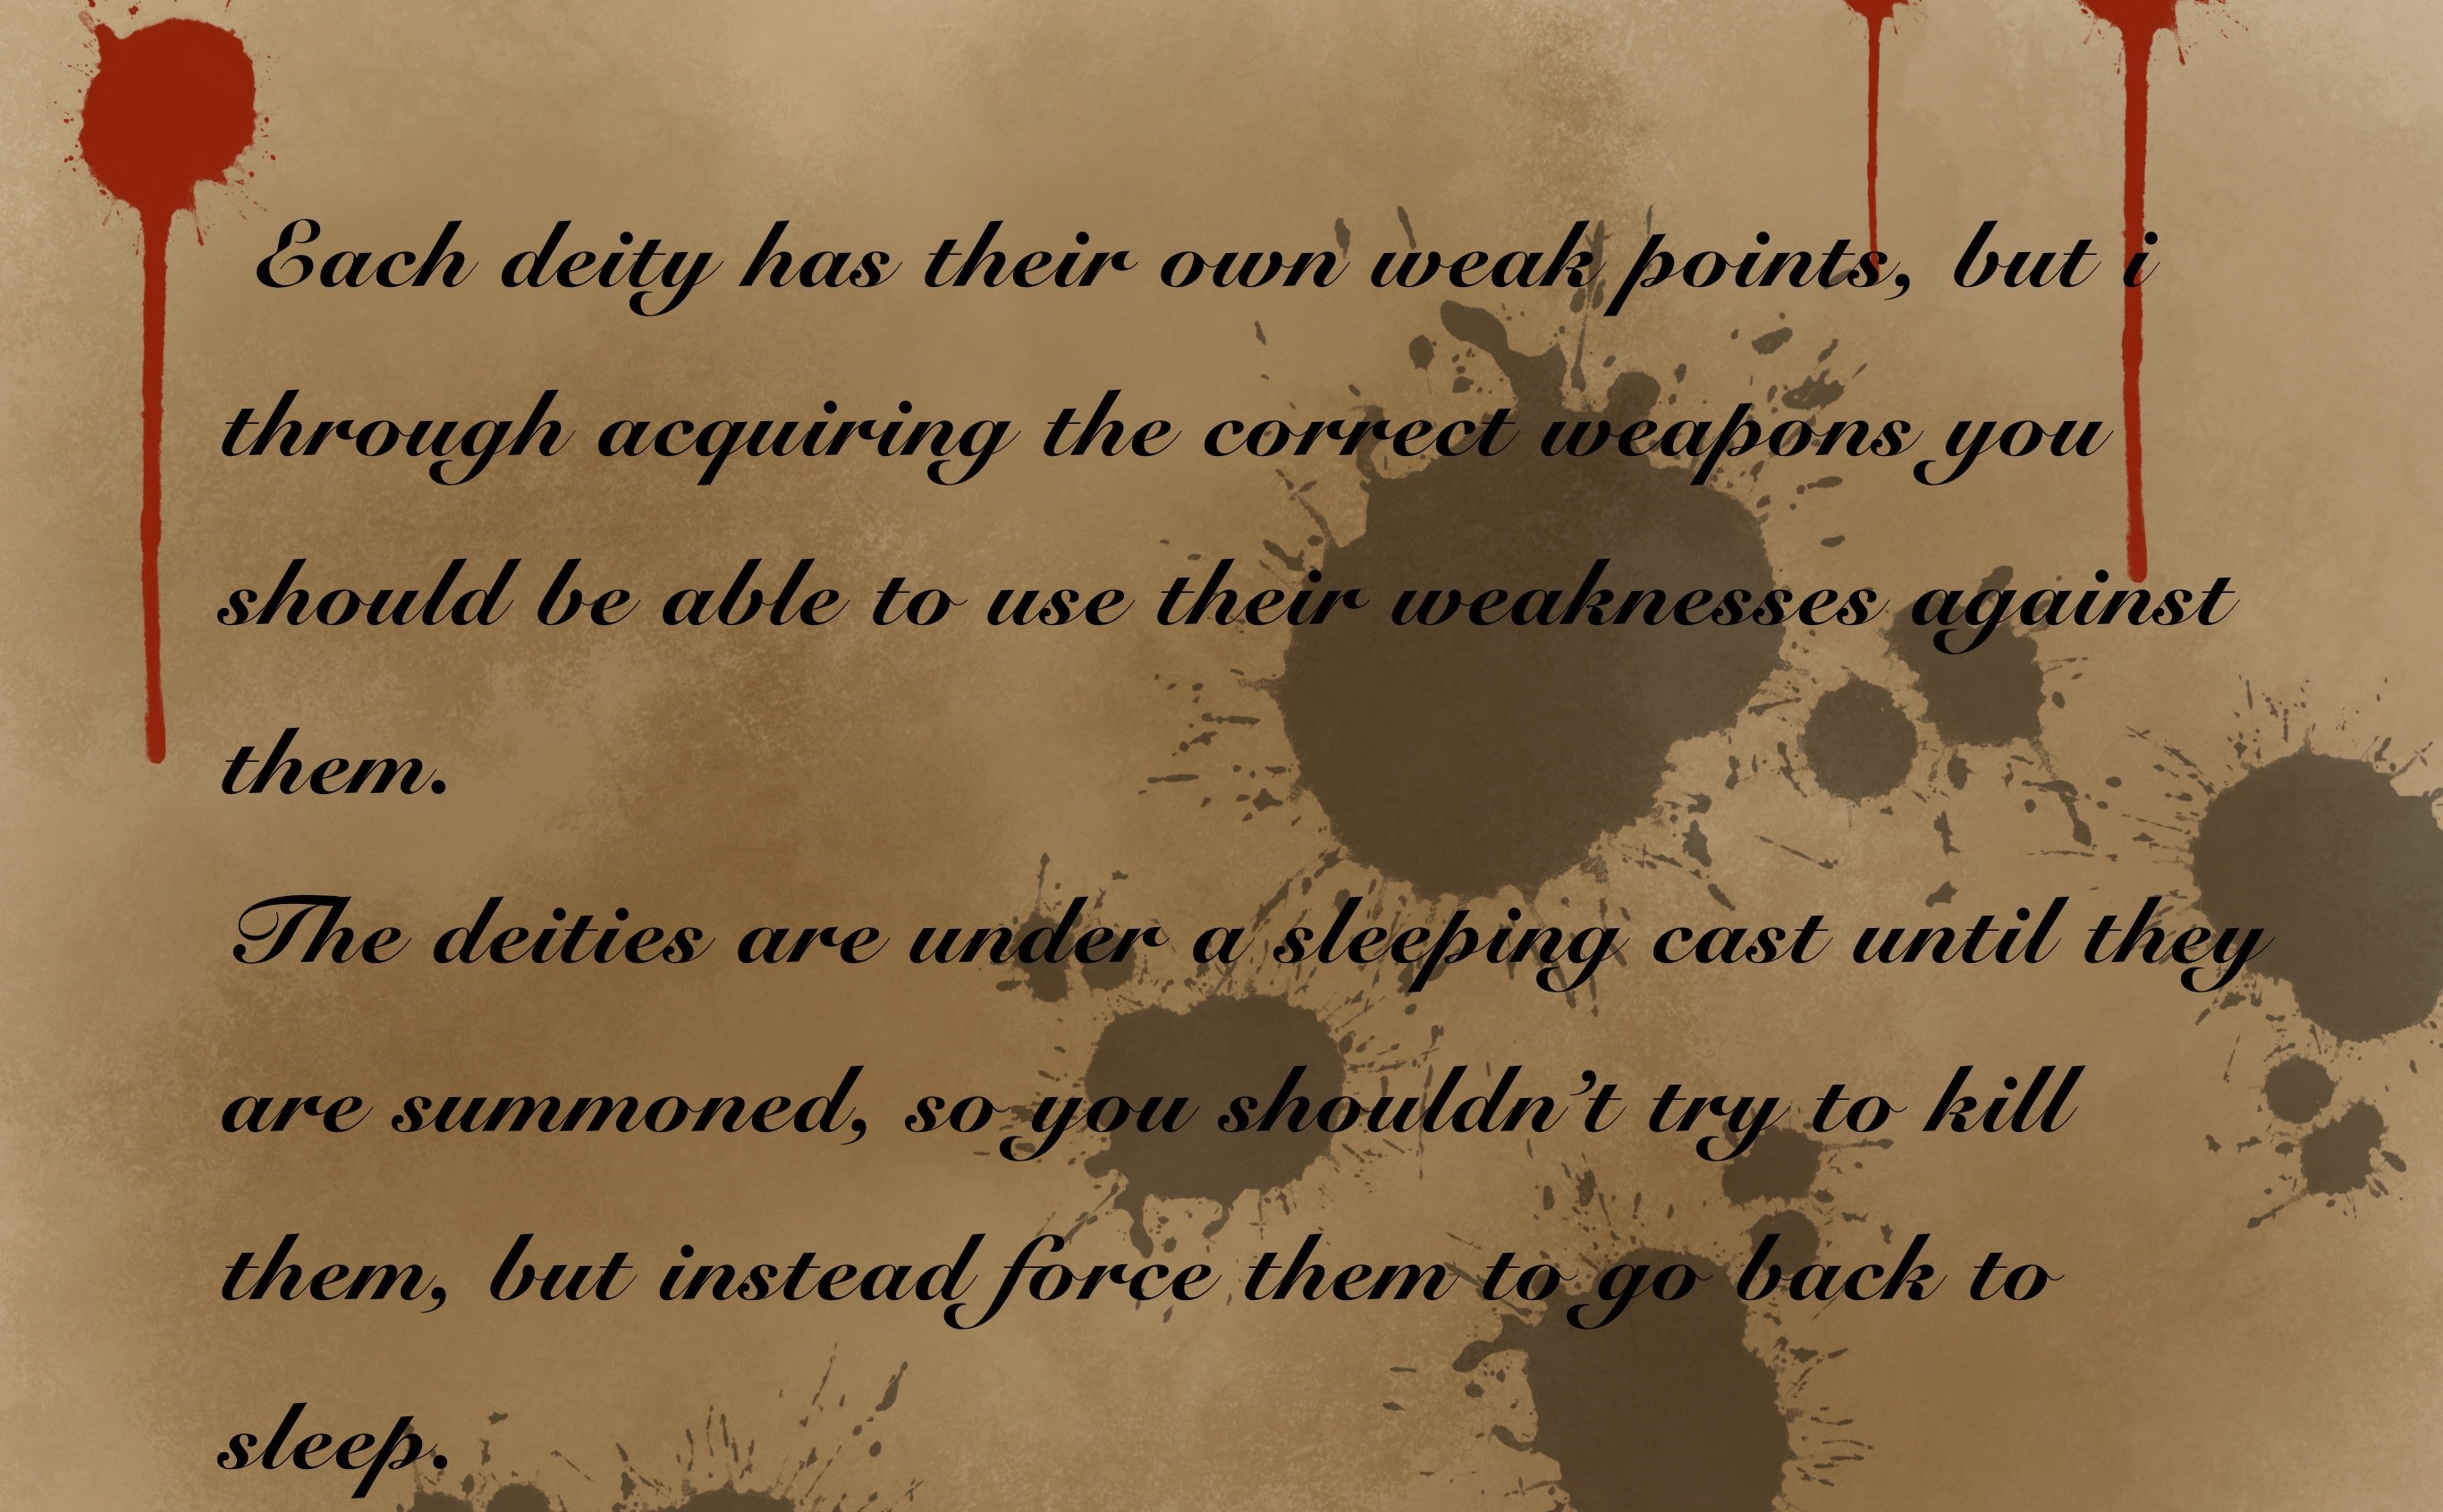 Each deity has their own weak points, but i
through acquiring the correct weapons you
should be able to use their weaknesses against
them.
The deities are under a sleeping cast until they
are summoned, so you shouldn't try to kill
them, but instead force them to go back to
sleep.